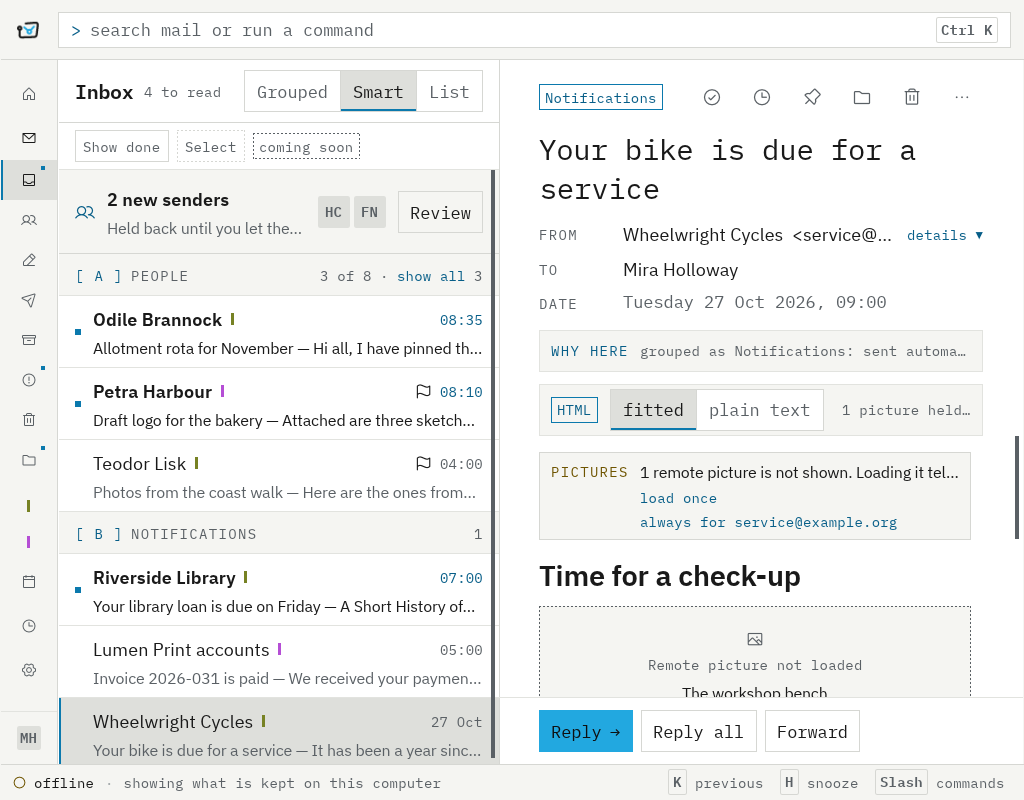 > search mail or run a command Ctrl K
Inbox 4 to read Grouped Smart List
Show done Select coming soon
2 new senders
Held back until you let the… HC FN Review
[ A ] PEOPLE 3 of 8 · show all 3
Odile Brannock 08:35
Allotment rota for November — Hi all, I have pinned th…
Petra Harbour 08:10
Draft logo for the bakery — Attached are three sketch…
Teodor Lisk 04:00
Photos from the coast walk — Here are the ones from…
[ B ] NOTIFICATIONS 1
Riverside Library 07:00
Your library loan is due on Friday — A Short History of…
Lumen Print accounts 05:00
Invoice 2026-031 is paid — We received your paymen…
Wheelwright Cycles 27 Oct
Your bike is due for a service — It has been a year sinc…
MH
Notifications
Your bike is due for a
service
FROM Wheelwright Cycles <service@… details ▾
TO Mira Holloway
DATE Tuesday 27 Oct 2026, 09:00
WHY HERE grouped as Notifications: sent automa…
HTML fitted plain text 1 picture held…
PICTURES 1 remote picture is not shown. Loading it tel…
load once
always for service@example.org
Time for a check-up
Remote picture not loaded
The workshop bench
Reply → Reply all Forward
offline · showing what is kept on this computer K previous H snooze Slash commands